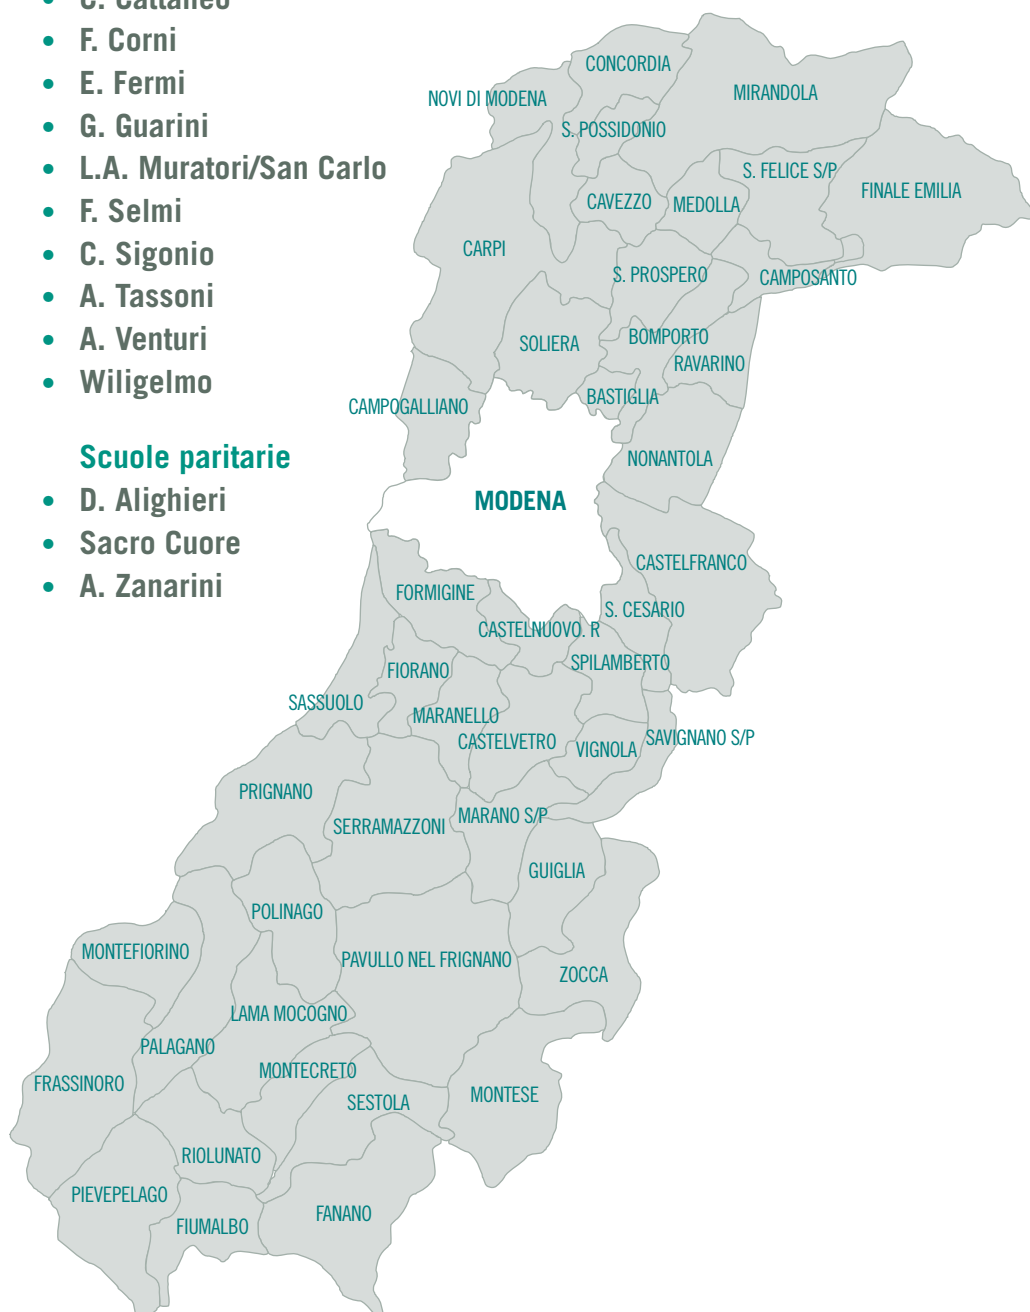 • C. Cattaneo
• F. Corni
• E. Fermi
• G. Guarini
• L.A. Muratori/San Carlo
• F. Selmi
• C. Sigonio
• A. Tassoni
• A. Venturi
• Wiligelmo
Scuole paritarie
• D. Alighieri
• Sacro Cuore
• A. Zanarini
CONCORDIA
MIRANDOLA
NOVI DI MODENA
S. POSSIDONIO
S. FELICE S/P
FINALE EMILIA
CAVEZZO
MEDOLLA
CARPI
S. PROSPERO
CAMPOSANTO
SOLIERA
BOMPORTO
RAVARINO
BASTIGLIA
CAMPOGALLIANO
NONANTOLA
MODENA
CASTELFRANCO
FORMIGINE
S. CESARIO
CASTELNUOVO. R
SPILAMBERTO
FIORANO
SASSUOLO
MARANELLO
CASTELVETRO
VIGNOLA
SAVIGNANO S/P
PRIGNANO
MARANO S/P
SERRAMAZZONI
GUIGLIA
POLINAGO
MONTEFIORINO
PAVULLO NEL FRIGNANO
ZOCCA
LAMA MOCOGNO
PALAGANO
MONTECRETO
FRASSINORO
SESTOLA
MONTESE
RIOLUNATO
PIEVEPELAGO
FIUMALBO
FANANO